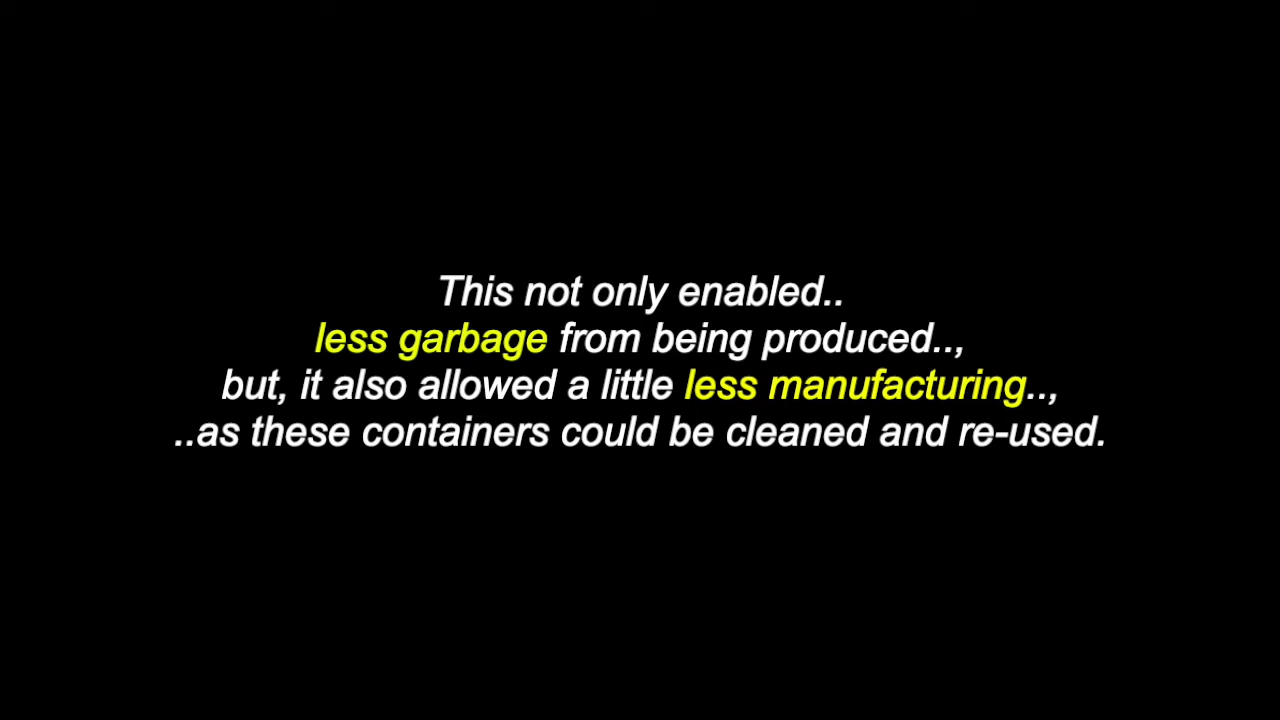 This not only enabled..
less garbage from being produced..,
but, it also allowed a little less manufacturing..,
..as these containers could be cleaned and re-used.